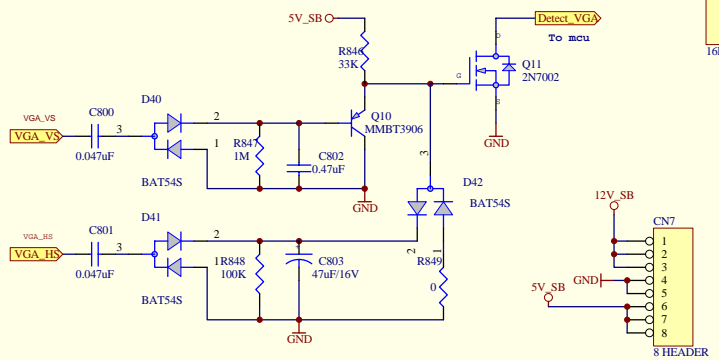 5V_SB
Detect_VGA
To mcu
R846
33K
D
G
S
Q11
2N7002
GND
VGA_VS
VGA_VS
C800
3
0.047uF
D40
2
1
BAT54S
R847
1M
C802
0.47uF
Q10
MMBT3906
GND
3
D42
BAT54S
2
1
VGA_HS
VGA_HS
C801
3
0.047uF
D41
2
1
BAT54S
R848
100K
C803
47uF/16V
R849
0
GND
12V_SB
CN7
1
2
3
GND
4
5
5V_SB
6
7
8
8 HEADER